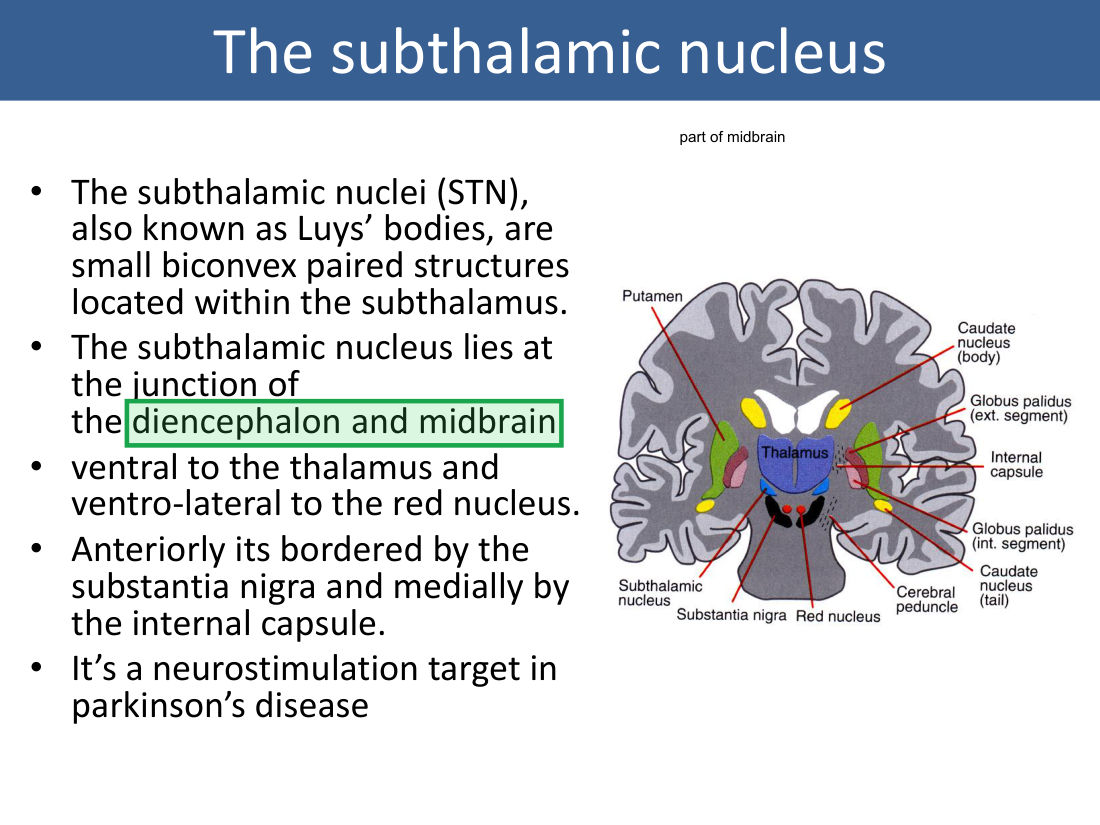 The subthalamic nucleus
part of midbrain
• The subthalamic nuclei (STN),
also known as Luys’ bodies, are
small biconvex paired structures
located within the subthalamus.
• The subthalamic nucleus lies at
the junction of
the diencephalon and midbrain
• ventral to the thalamus and
ventro-lateral to the red nucleus.
• Anteriorly its bordered by the
substantia nigra and medially by
the internal capsule.
• It’s a neurostimulation target in
parkinson’s disease
Putamen
Caudate
nucleus
(body)
Globus palidus
(ext. segment)
Thalamus
Internal
capsule
Globus palidus
(int. segment)
Caudate
nucleus
(tail)
Subthalamic
nucleus
Substantia nigra
Red nucleus
Cerebral
peduncle